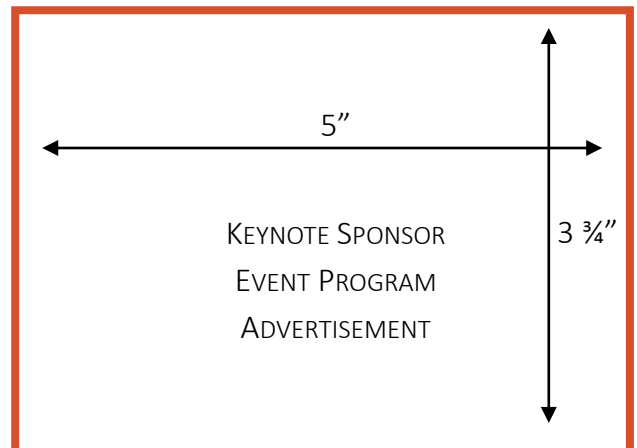 5”
KEYNOTE SPONSOR
3 ¾”
EVENT PROGRAM
ADVERTISEMENT